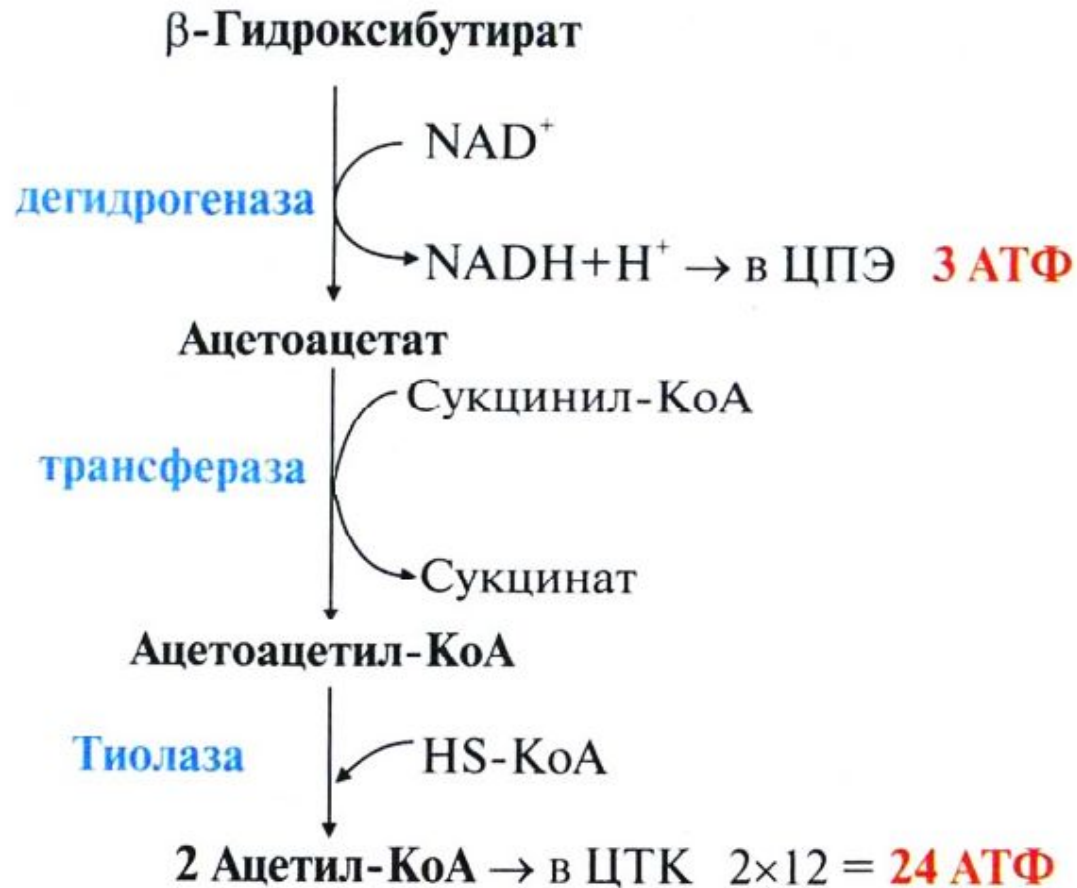 β-Гидроксибутират
NAD⁺
дегидрогеназа
NADH+H⁺ → в ЦПЭ 3 АТФ
Ацетоацетат
Сукцинил-КоА
трансфераза
Сукцинат
Ацетоацетил-КоА
Тиолаза
HS-КоА
2 Ацетил-КоА → в ЦТК 2×12 = 24 АТФ